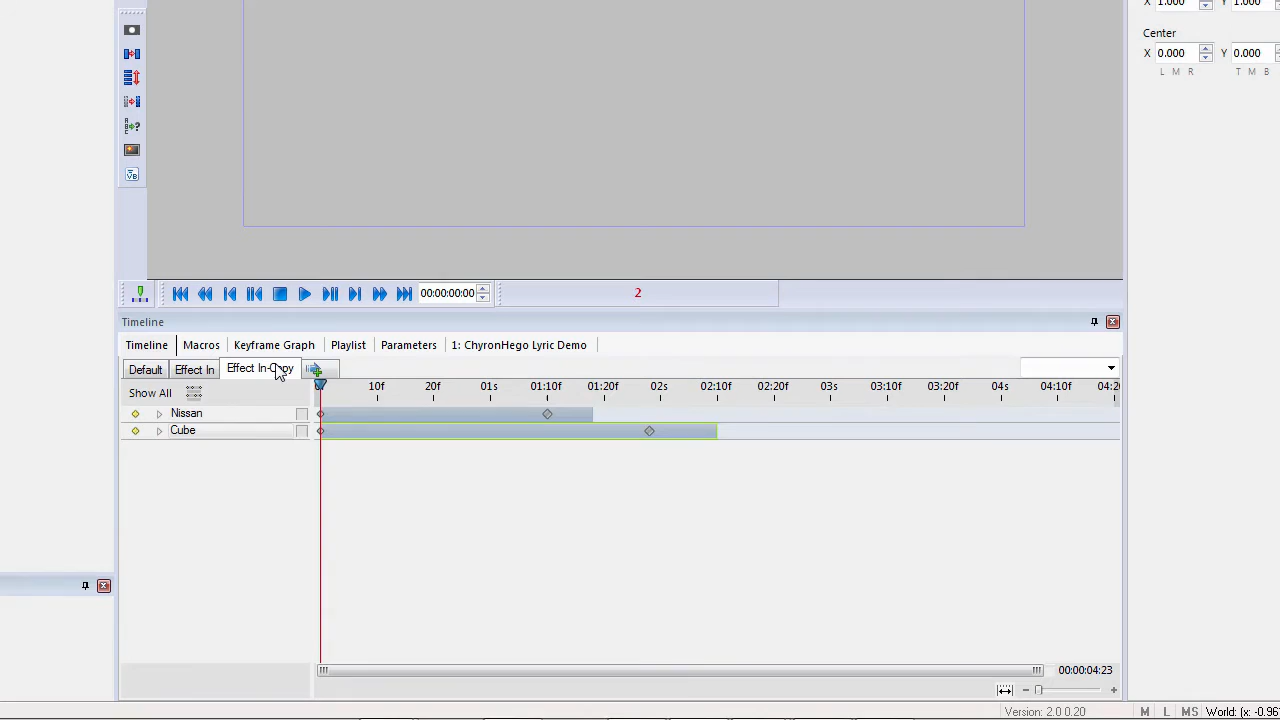 X 1.000 Y 1.000
Center
X 0.000 Y 0.000
L M R T M B
VB
00:00:00:00
2
Timeline
Timeline Macros Keyframe Graph Playlist Parameters 1: ChyronHego Lyric Demo
Default Effect In Effect In-Copy
Show All 10f 20f 01s 01:10f 01:20f 02s 02:10f 02:20f 03s 03:10f 03:20f 04s 04:10f 04:20
Nissan
Cube
00:00:04:23
Version: 2.0 0.20 M L MS World: (x: -0.96